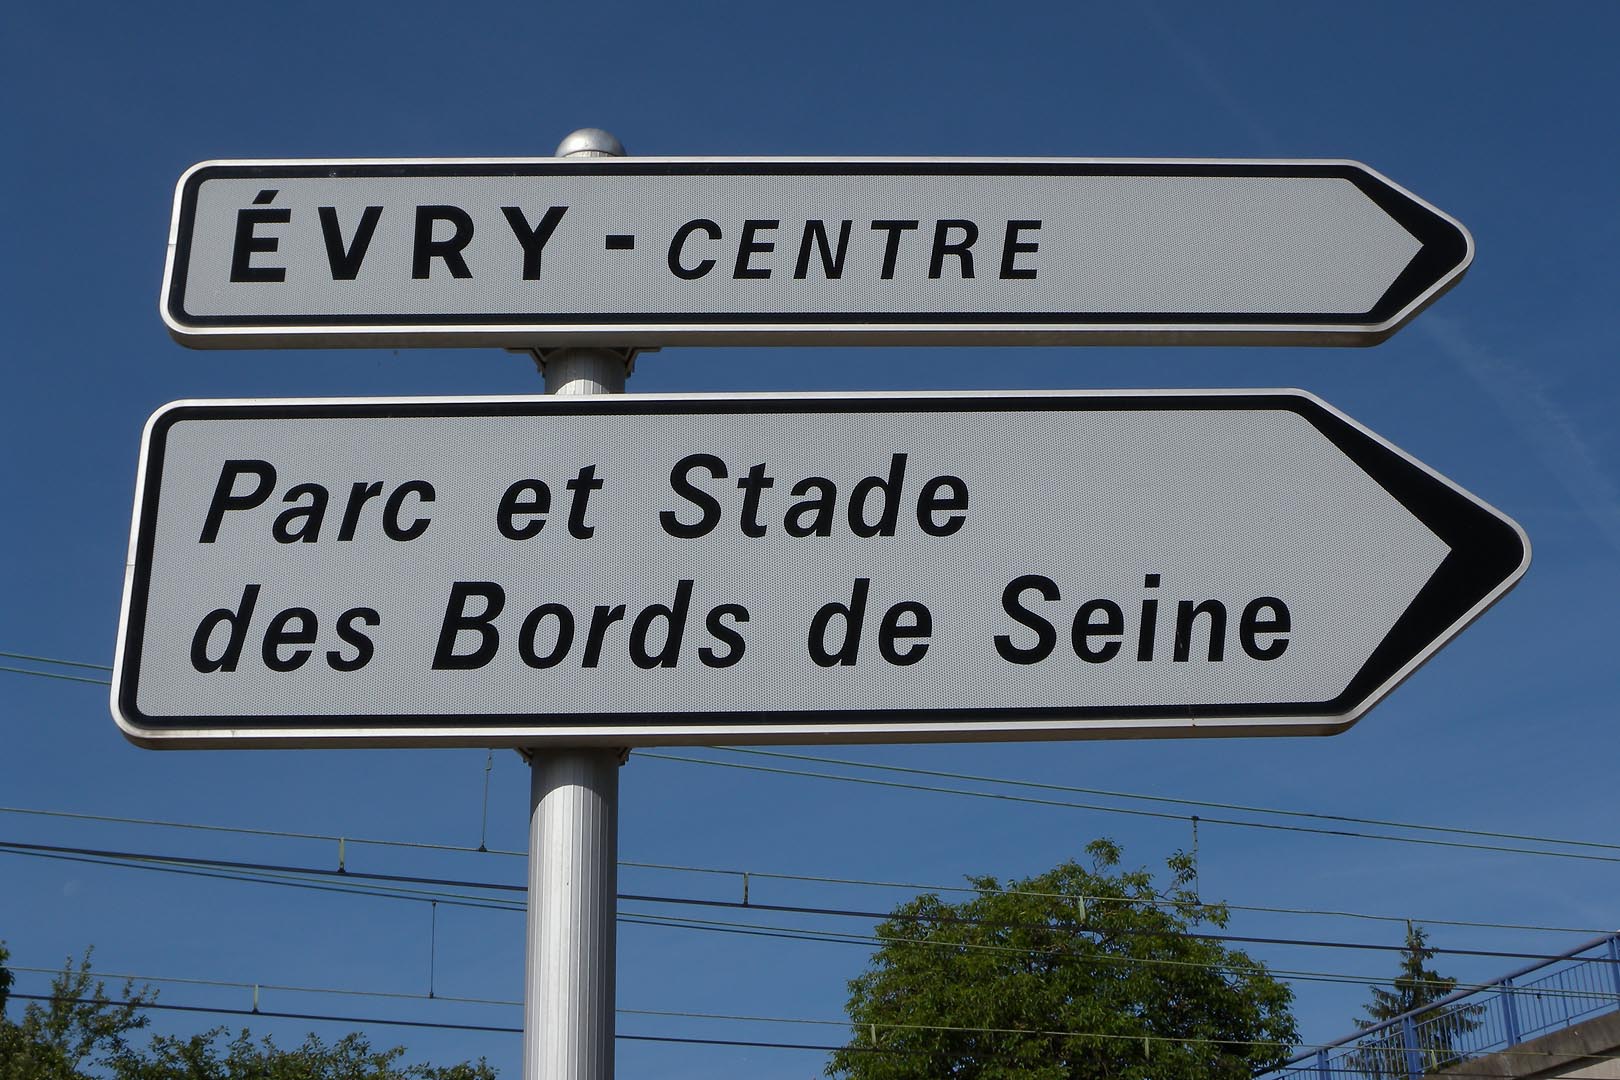 ÉVRY - CENTRE
Parc et Stade
des Bords de Seine